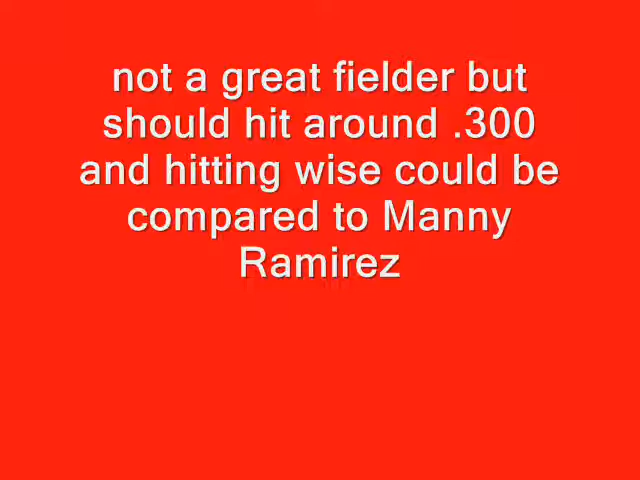 not a great fielder but
should hit around .300
and hitting wise could be
compared to Manny
Ramirez